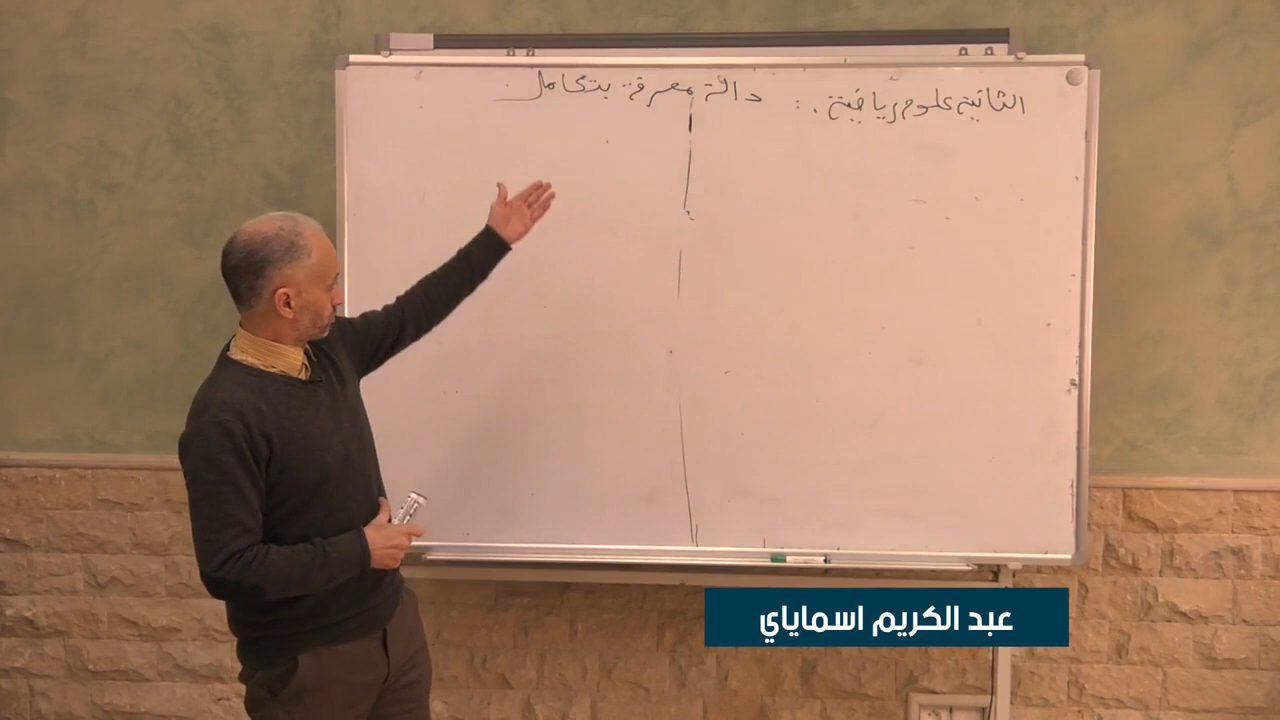 الثانية علوم رياضية : دالة معرفة بتكامل
عبد الكريم اسماياي